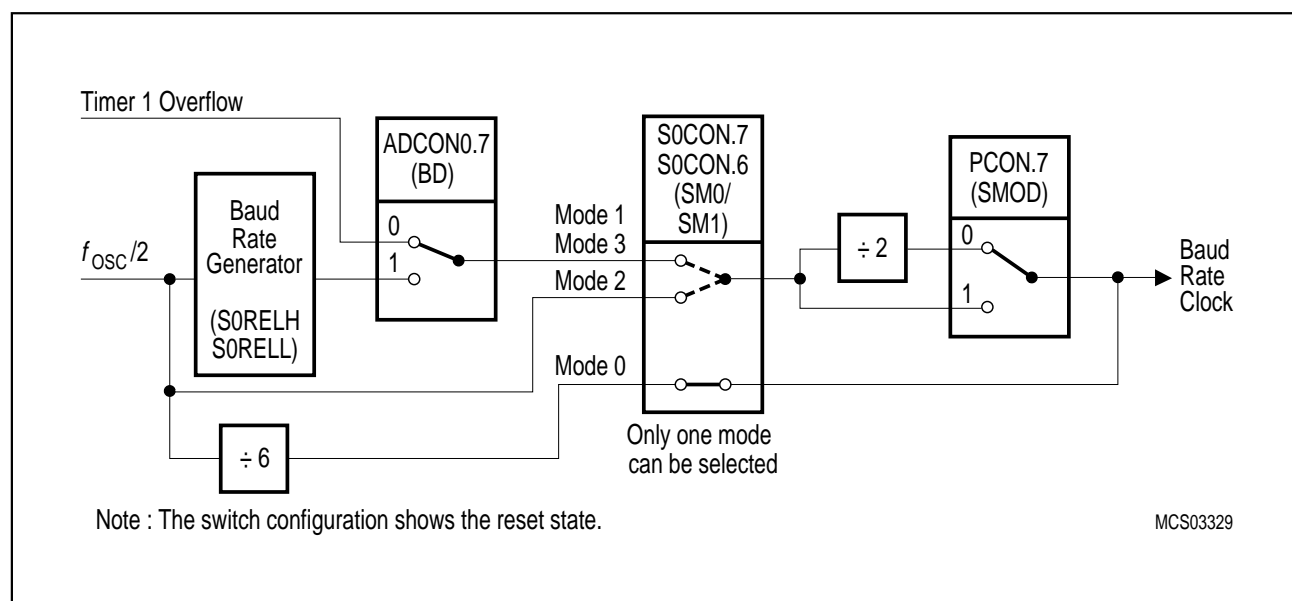 Timer 1 Overflow
ADCON0.7
(BD)
0
1
f OSC /2
Baud
Rate
Generator
(S0RELH
S0RELL)
÷ 6
Mode 1
Mode 3
Mode 2
Mode 0
S0CON.7
S0CON.6
(SM0/
SM1)
Only one mode
can be selected
÷ 2
PCON.7
(SMOD)
0
1
Baud
Rate
Clock
Note : The switch configuration shows the reset state.
MCS03329